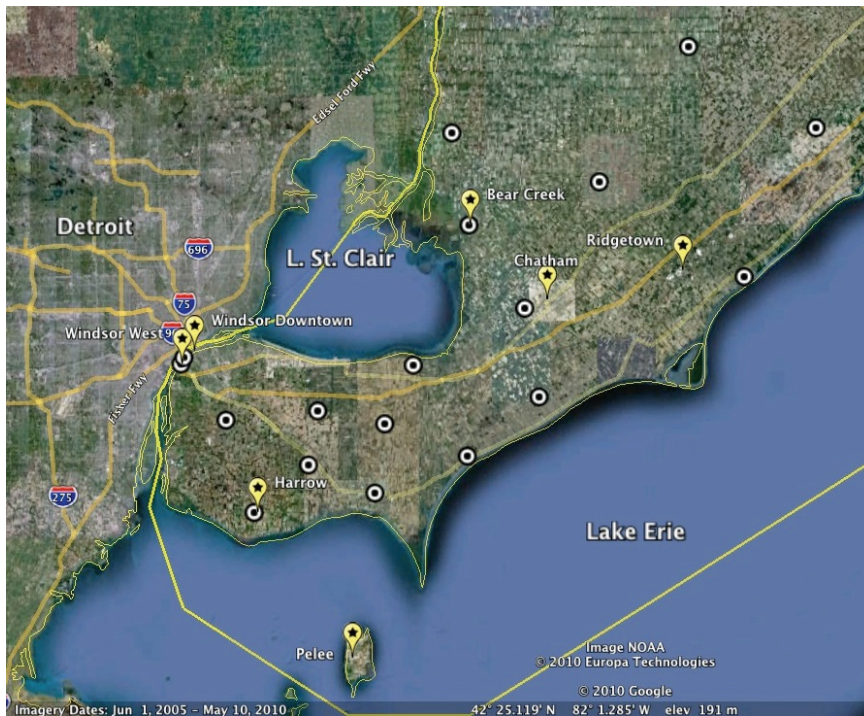 Edsel Ford Fwy
Bear Creek
Detroit
Ridgetown
696
L. St. Clair
Chatham
75
Windsor Downtown
Windsor West
96
Fisher Fwy
Harrow
275
Lake Erie
Pelee
Image NOAA
© 2010 Europa Technologies
© 2010 Google
Imagery Dates: Jun 1, 2005 - May 10, 2010 42° 25.119' N 82° 1.285' W elev 191 m